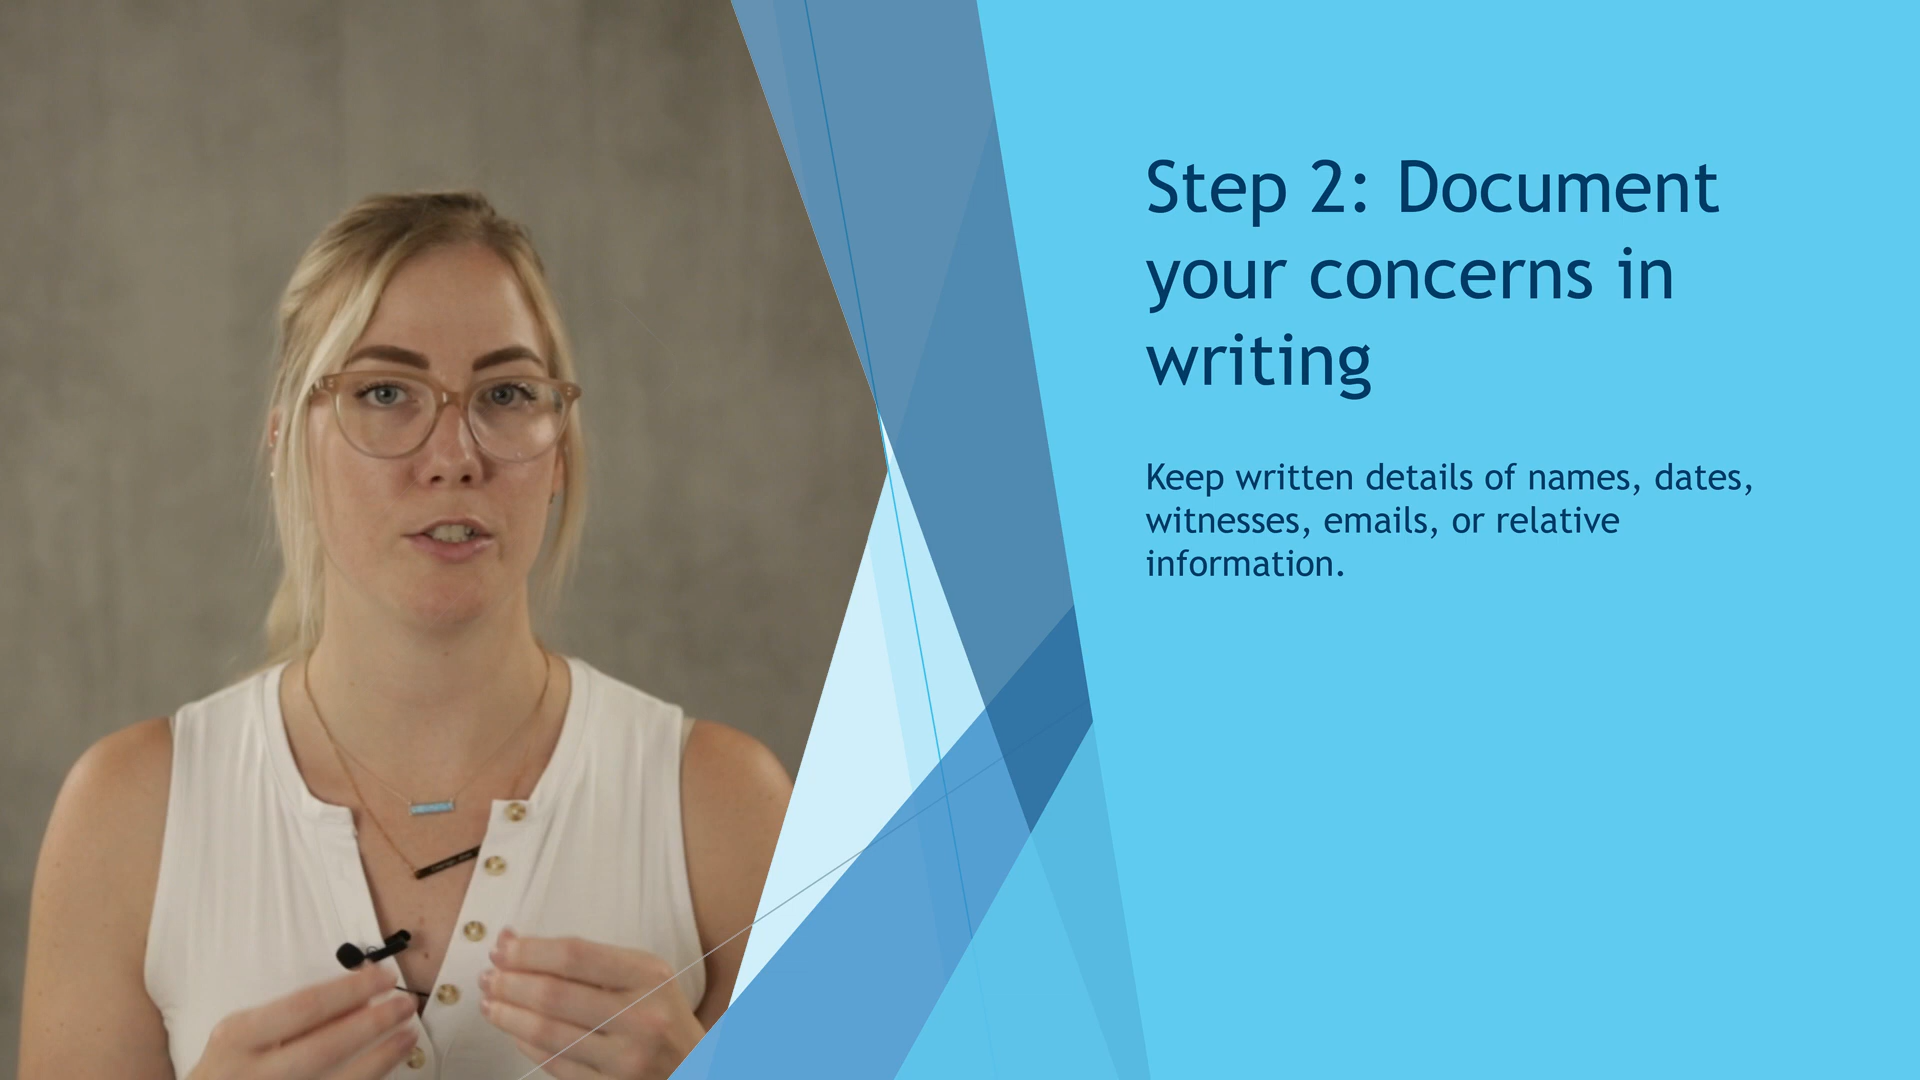 Step 2: Document
your concerns in
writing
Keep written details of names, dates,
witnesses, emails, or relative
information.